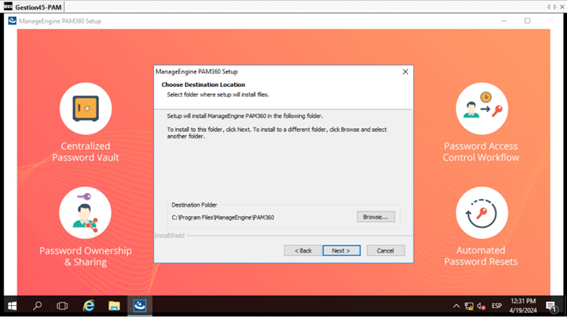 Gestion45-PAM
ManageEngine PAM360 Setup
ManageEngine PAM360 Setup
Choose Destination Location
Select folder where setup will install files.
Setup will install ManageEngine PAM360 in the following folder.
To install to this folder, click Next. To install to a different folder, click Browse and select
another folder.
Destination Folder
C:\Program Files\ManageEngine\PAM360
Browse...
InstallShield
< Back
Next >
Cancel
Centralized
Password Vault
Password Ownership
& Sharing
Password Access
Control Workflow
Automated
Password Resets
ESP
12:31 PM
4/19/2024